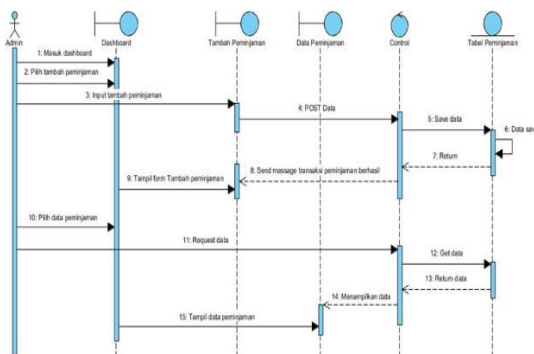 Admin
Dashboard
Tambah Peminjaman
Data Peminjaman
Control
Tabel Peminjaman
1: Masuk dashboard
2: Pilih tambah peminjaman
3: Input tambah peminjaman
4: POST Data
5: Save data
6: Data sav
7: Return
8: Send massage transaksi peminjaman berhasil
9: Tampil form Tambah peminjaman
10: Pilih data peminjaman
11: Request data
12: Get data
13: Return data
14: Menampilkan data
15: Tampil data peminjaman